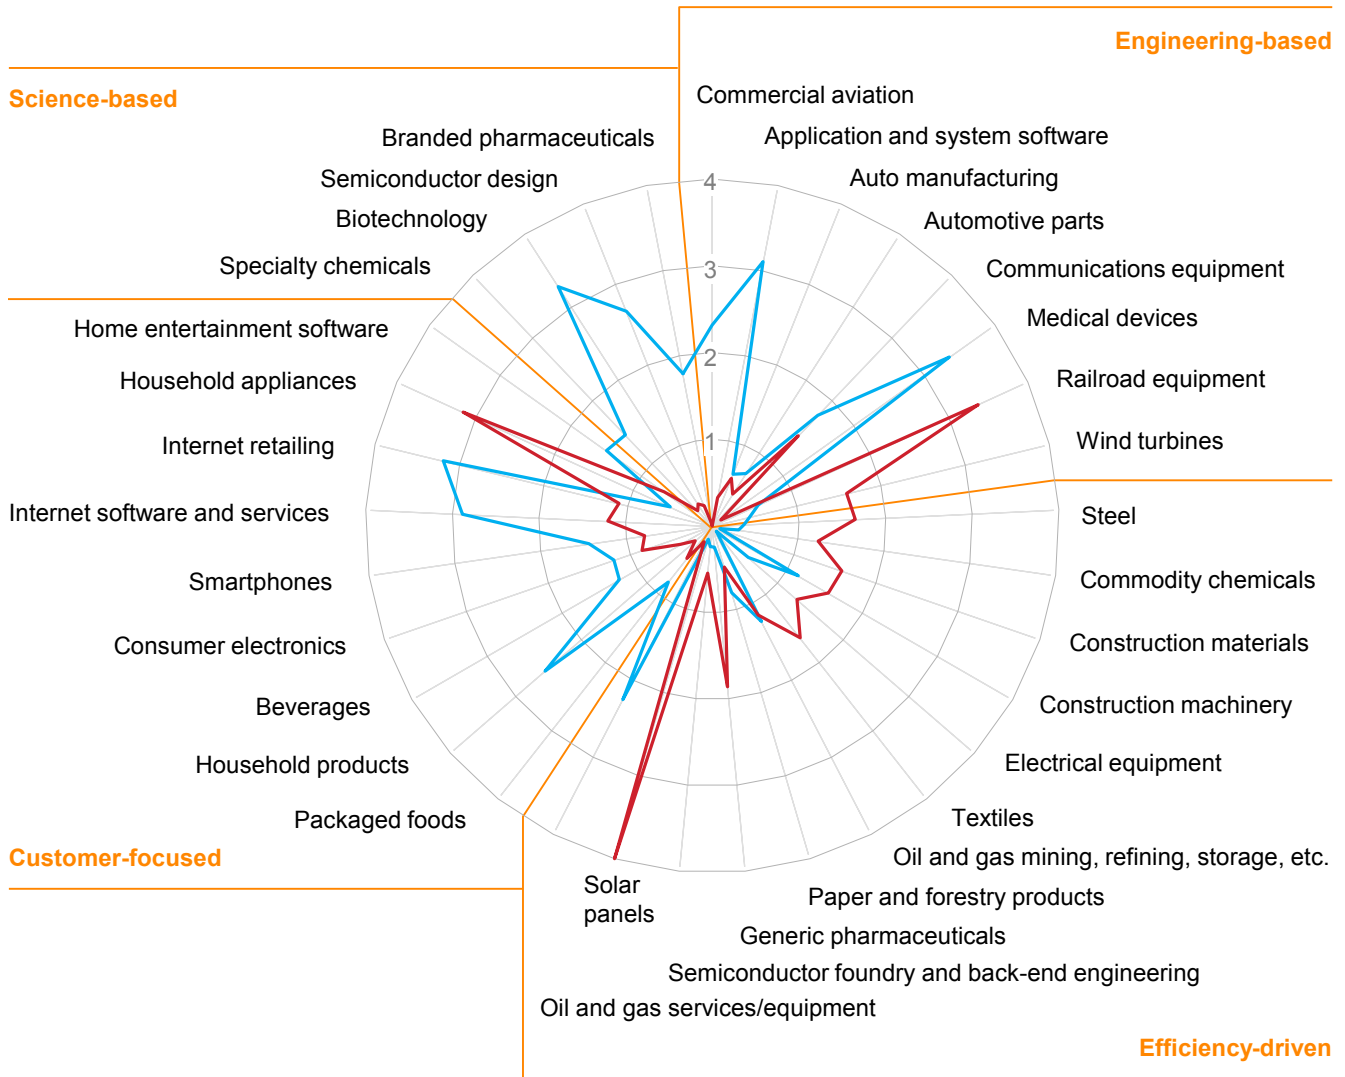 Engineering-based
Science-based
Commercial aviation
Branded pharmaceuticals
Application and system software
Semiconductor design
Auto manufacturing
Biotechnology
Automotive parts
Specialty chemicals
Communications equipment
Home entertainment software
Medical devices
Household appliances
Railroad equipment
Internet retailing
Wind turbines
Internet software and services
Steel
Smartphones
Commodity chemicals
Consumer electronics
Construction materials
Beverages
Construction machinery
Household products
Electrical equipment
Packaged foods
Textiles
Customer-focused
Oil and gas mining, refining, storage, etc.
Solar
panels
Paper and forestry products
Generic pharmaceuticals
Semiconductor foundry and back-end engineering
Oil and gas services/equipment
Efficiency-driven
4
3
2
1